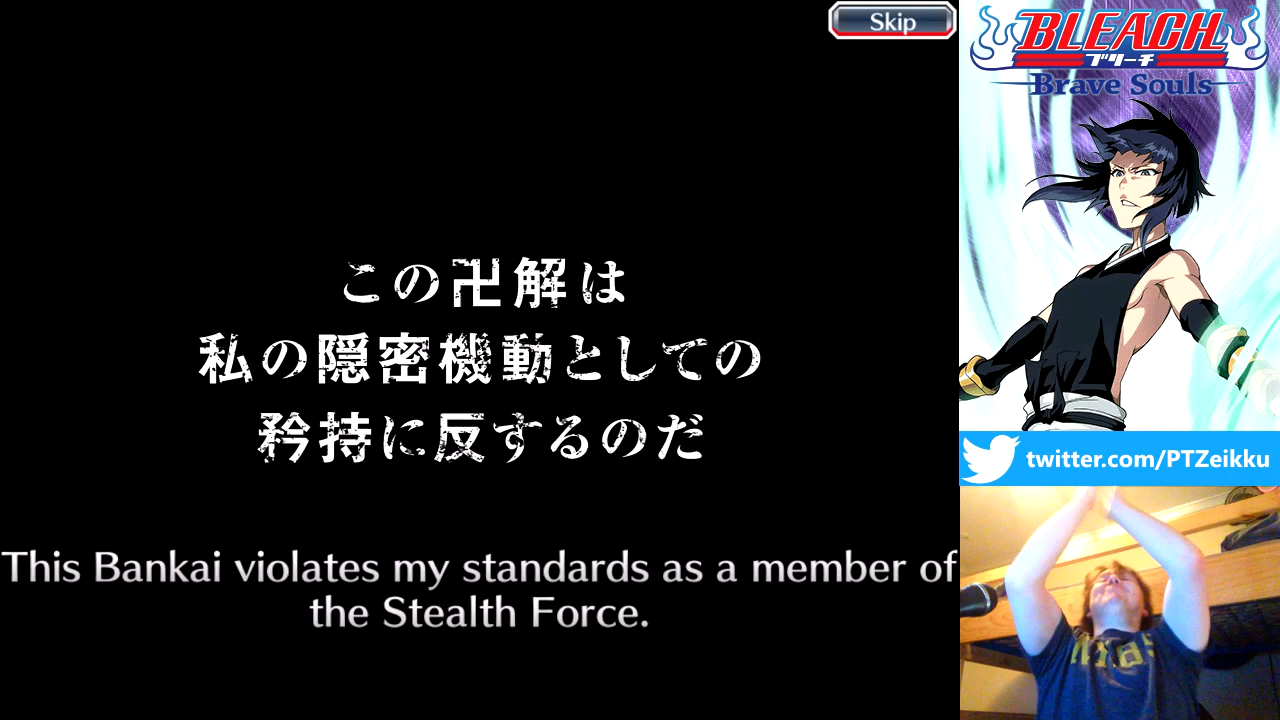 Skip
BLEACH
ブリーチ
Brave Souls
この卍解は
私の隠密機動としての
矜持に反するのだ
This Bankai violates my standards as a member of
the Stealth Force.
twitter.com/PTZeikku